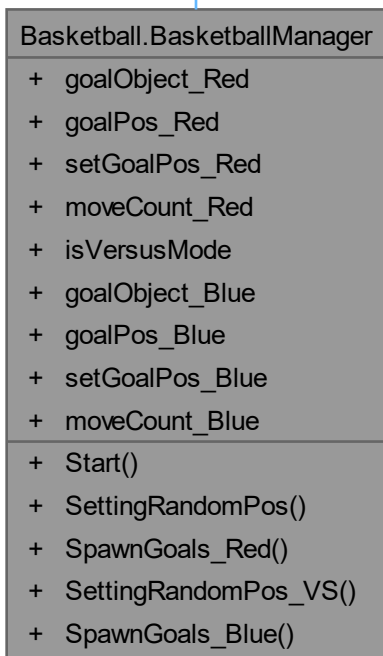 Basketball.BasketballManager
+ goalObject_Red
+ goalPos_Red
+ setGoalPos_Red
+ moveCount_Red
+ isVersusMode
+ goalObject_Blue
+ goalPos_Blue
+ setGoalPos_Blue
+ moveCount_Blue
+ Start()
+ SettingRandomPos()
+ SpawnGoals_Red()
+ SettingRandomPos_VS()
+ SpawnGoals_Blue()